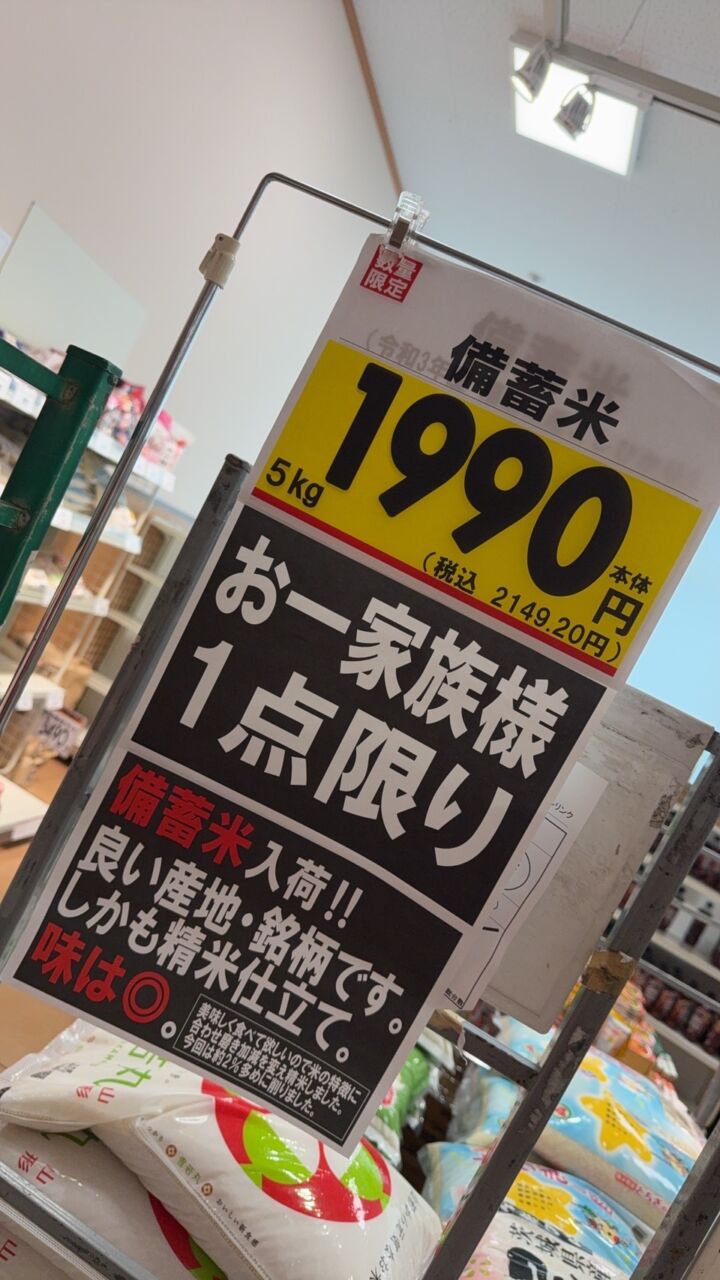 数量
限定
備蓄米
(令和3年
1990
5kg
本体
円
(税込 2149.20円)
お一家族様
1点限り
備蓄米入荷!!
良い産地・銘柄です。
しかも精米仕立て。
味は◎。
美味しく食べて欲しいので米の特徴に
合わせ磨き加減を変え精米しました。
今回は約2%多めに削りました。
雪若丸